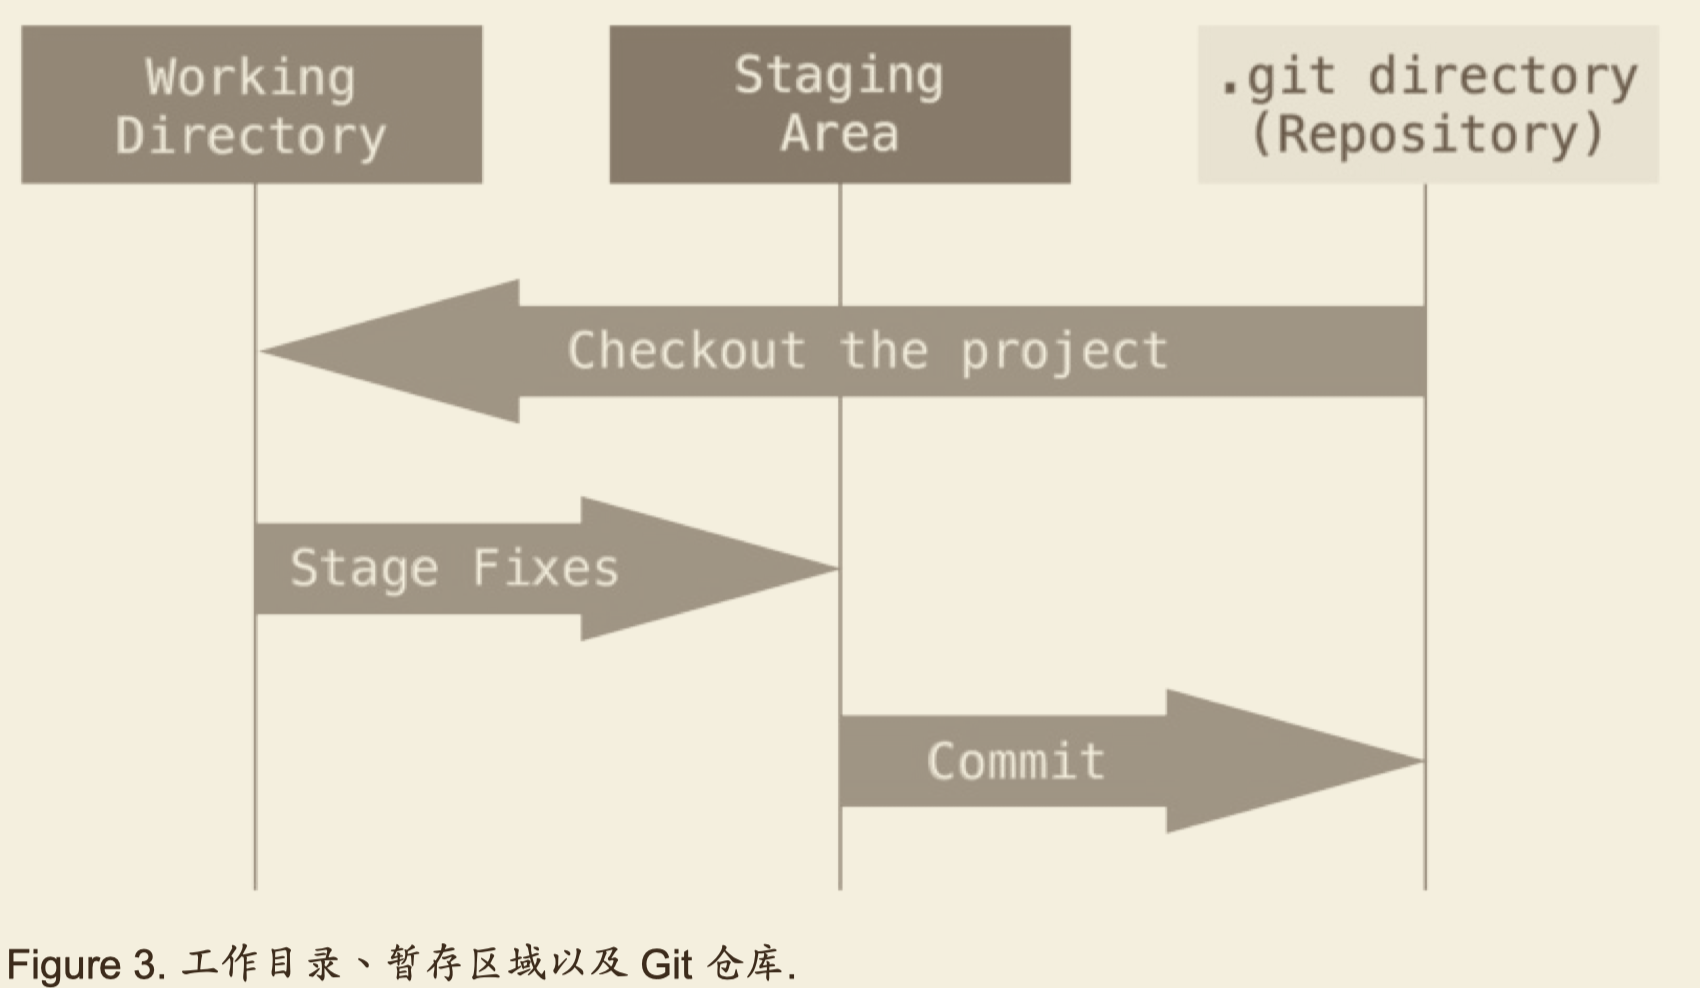 Working
Directory
Staging
Area
.git directory
(Repository)
Checkout the project
Stage Fixes
Commit
Figure 3. 工作目录、暂存区域以及 Git 仓库.